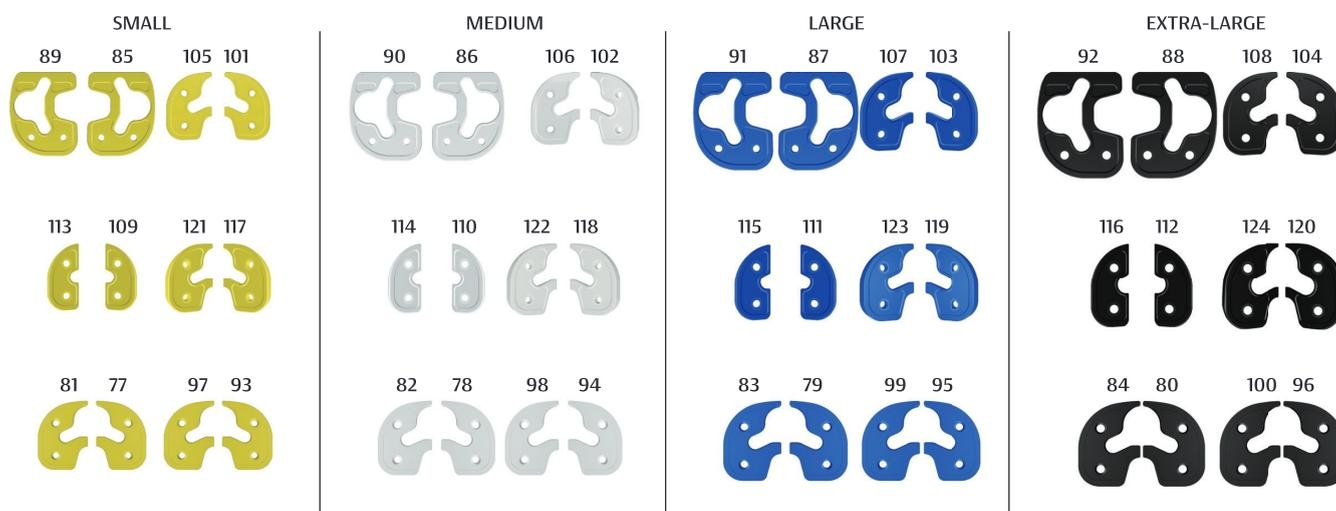 SMALL MEDIUM LARGE EXTRA-LARGE
89 85 105 101 90 86 106 102 91 87 107 103 92 88 108 104
113 109 121 117 114 110 122 118 115 111 123 119 116 112 124 120
81 77 97 93 82 78 98 94 83 79 99 95 84 80 100 96